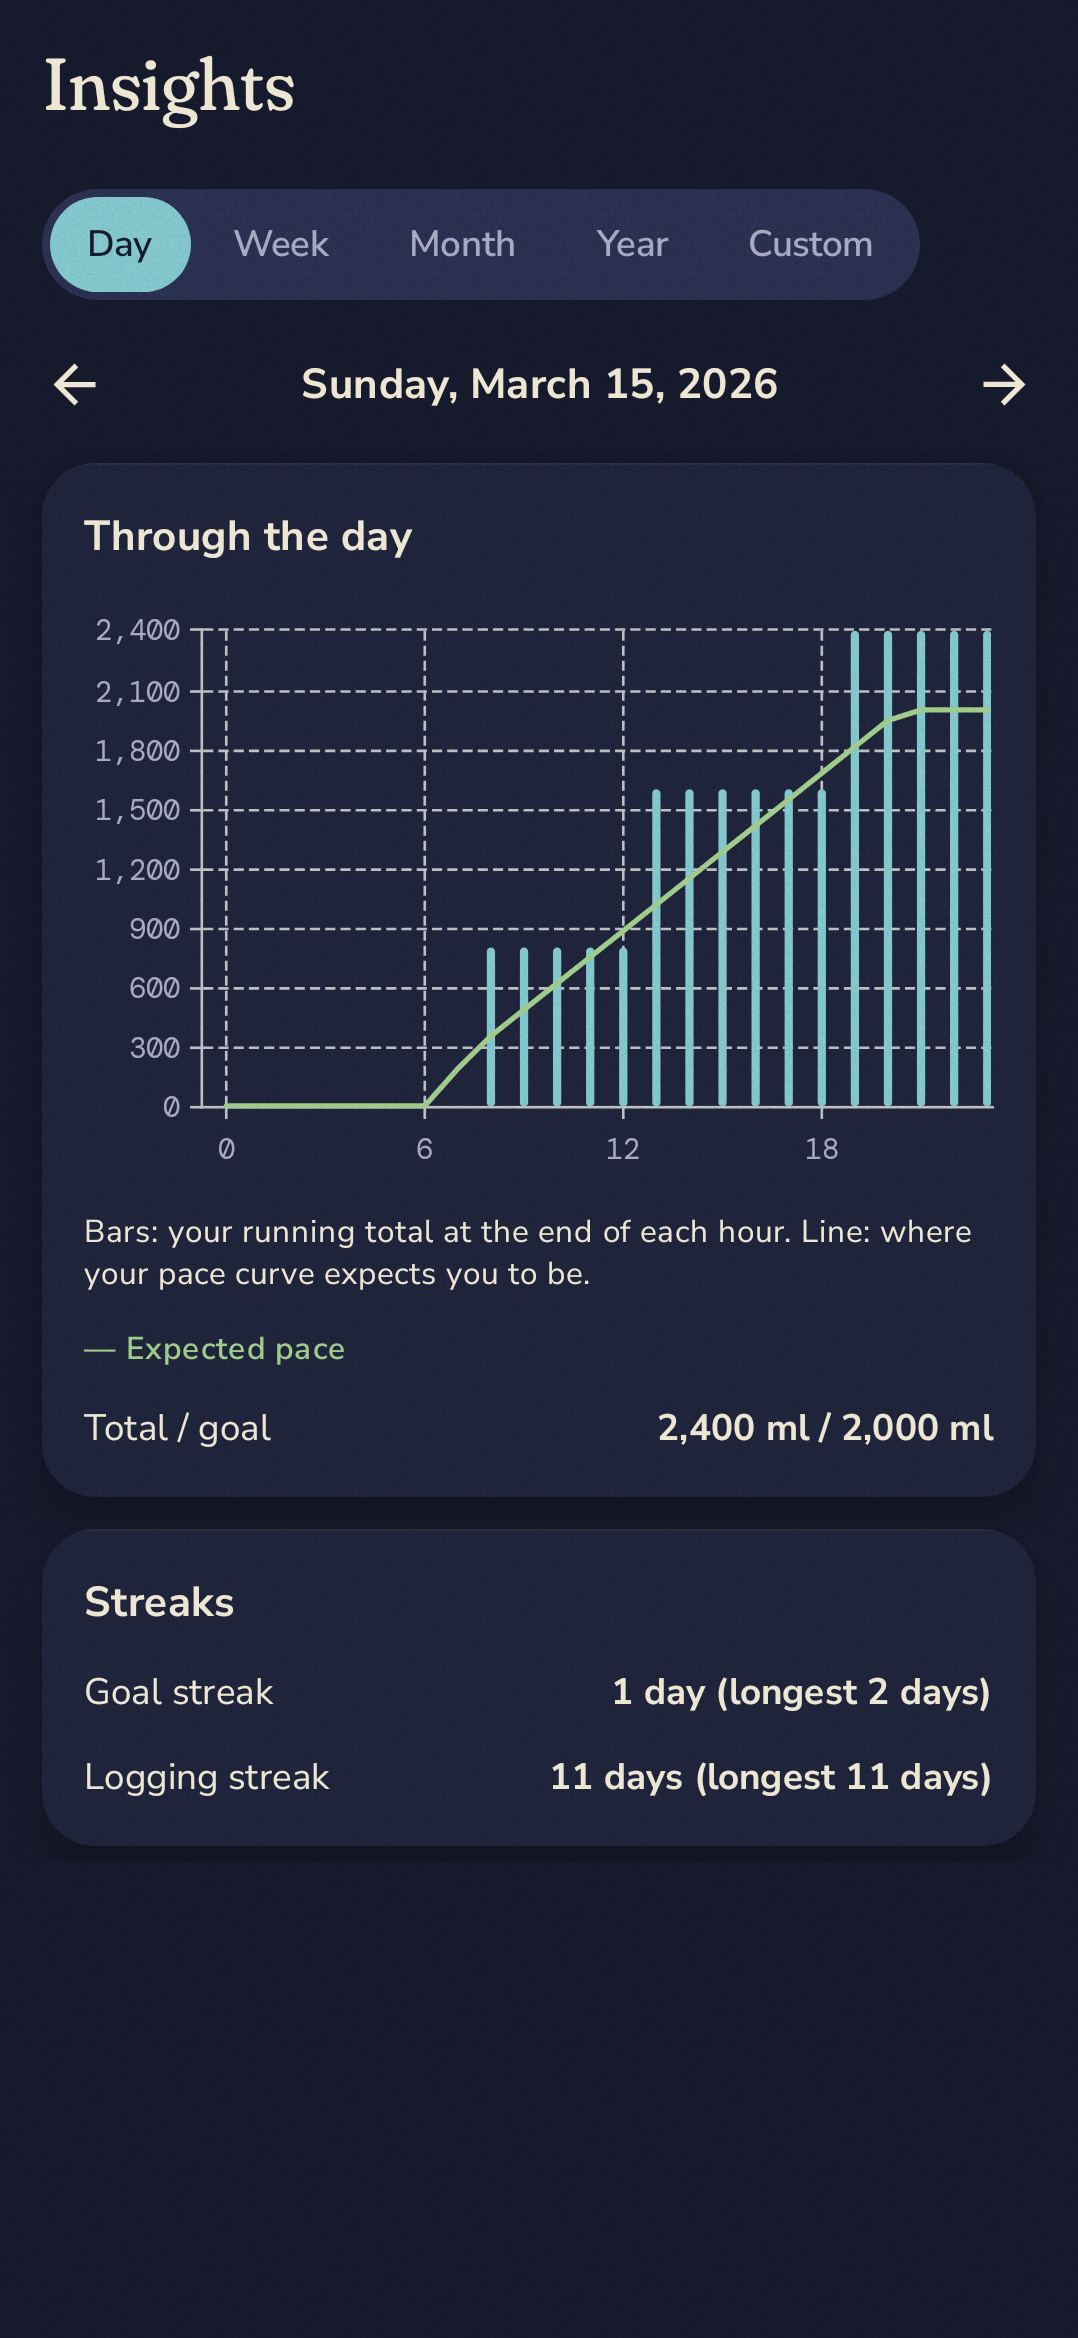 Insights
Day Week Month Year Custom
Sunday, March 15, 2026
Through the day
2,400
2,100
1,800
1,500
1,200
900
600
300
0
0 6 12 18
Bars: your running total at the end of each hour. Line: where
your pace curve expects you to be.
— Expected pace
Total / goal 2,400 ml / 2,000 ml
Streaks
Goal streak 1 day (longest 2 days)
Logging streak 11 days (longest 11 days)